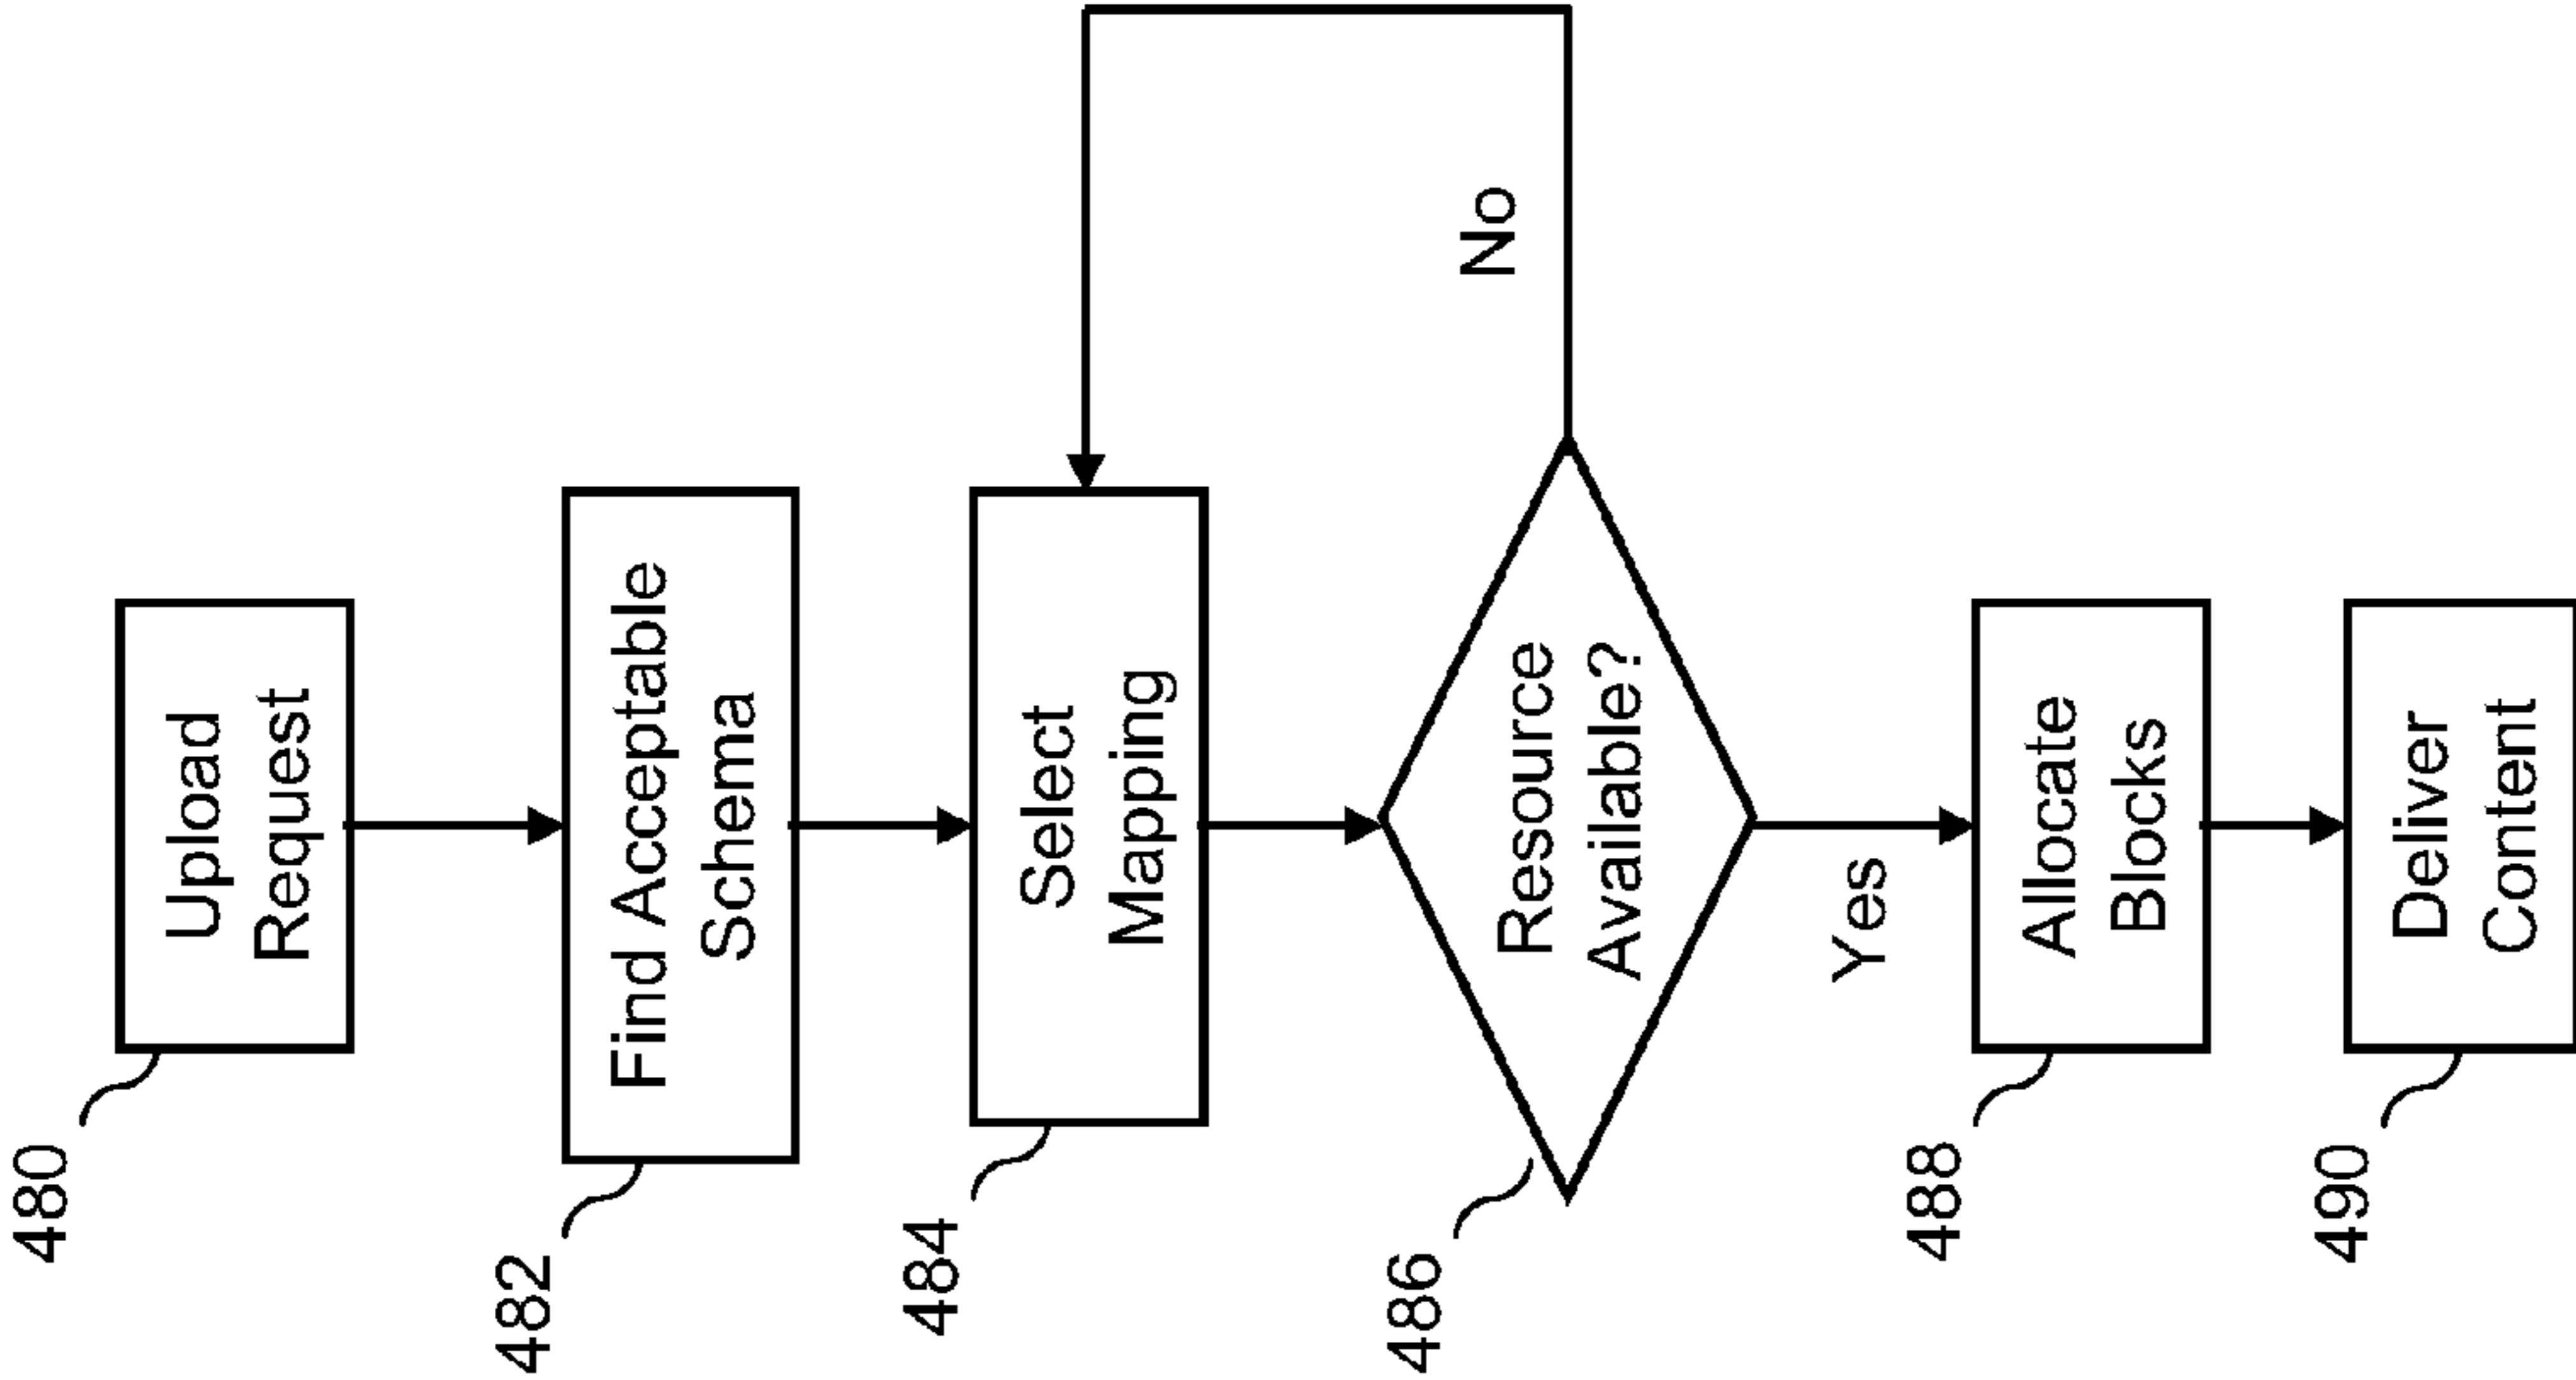 480
Upload
Request
482
Find Acceptable
Schema
484
Select
Mapping
486
Resource
Available?
No
Yes
488
Allocate
Blocks
490
Deliver
Content